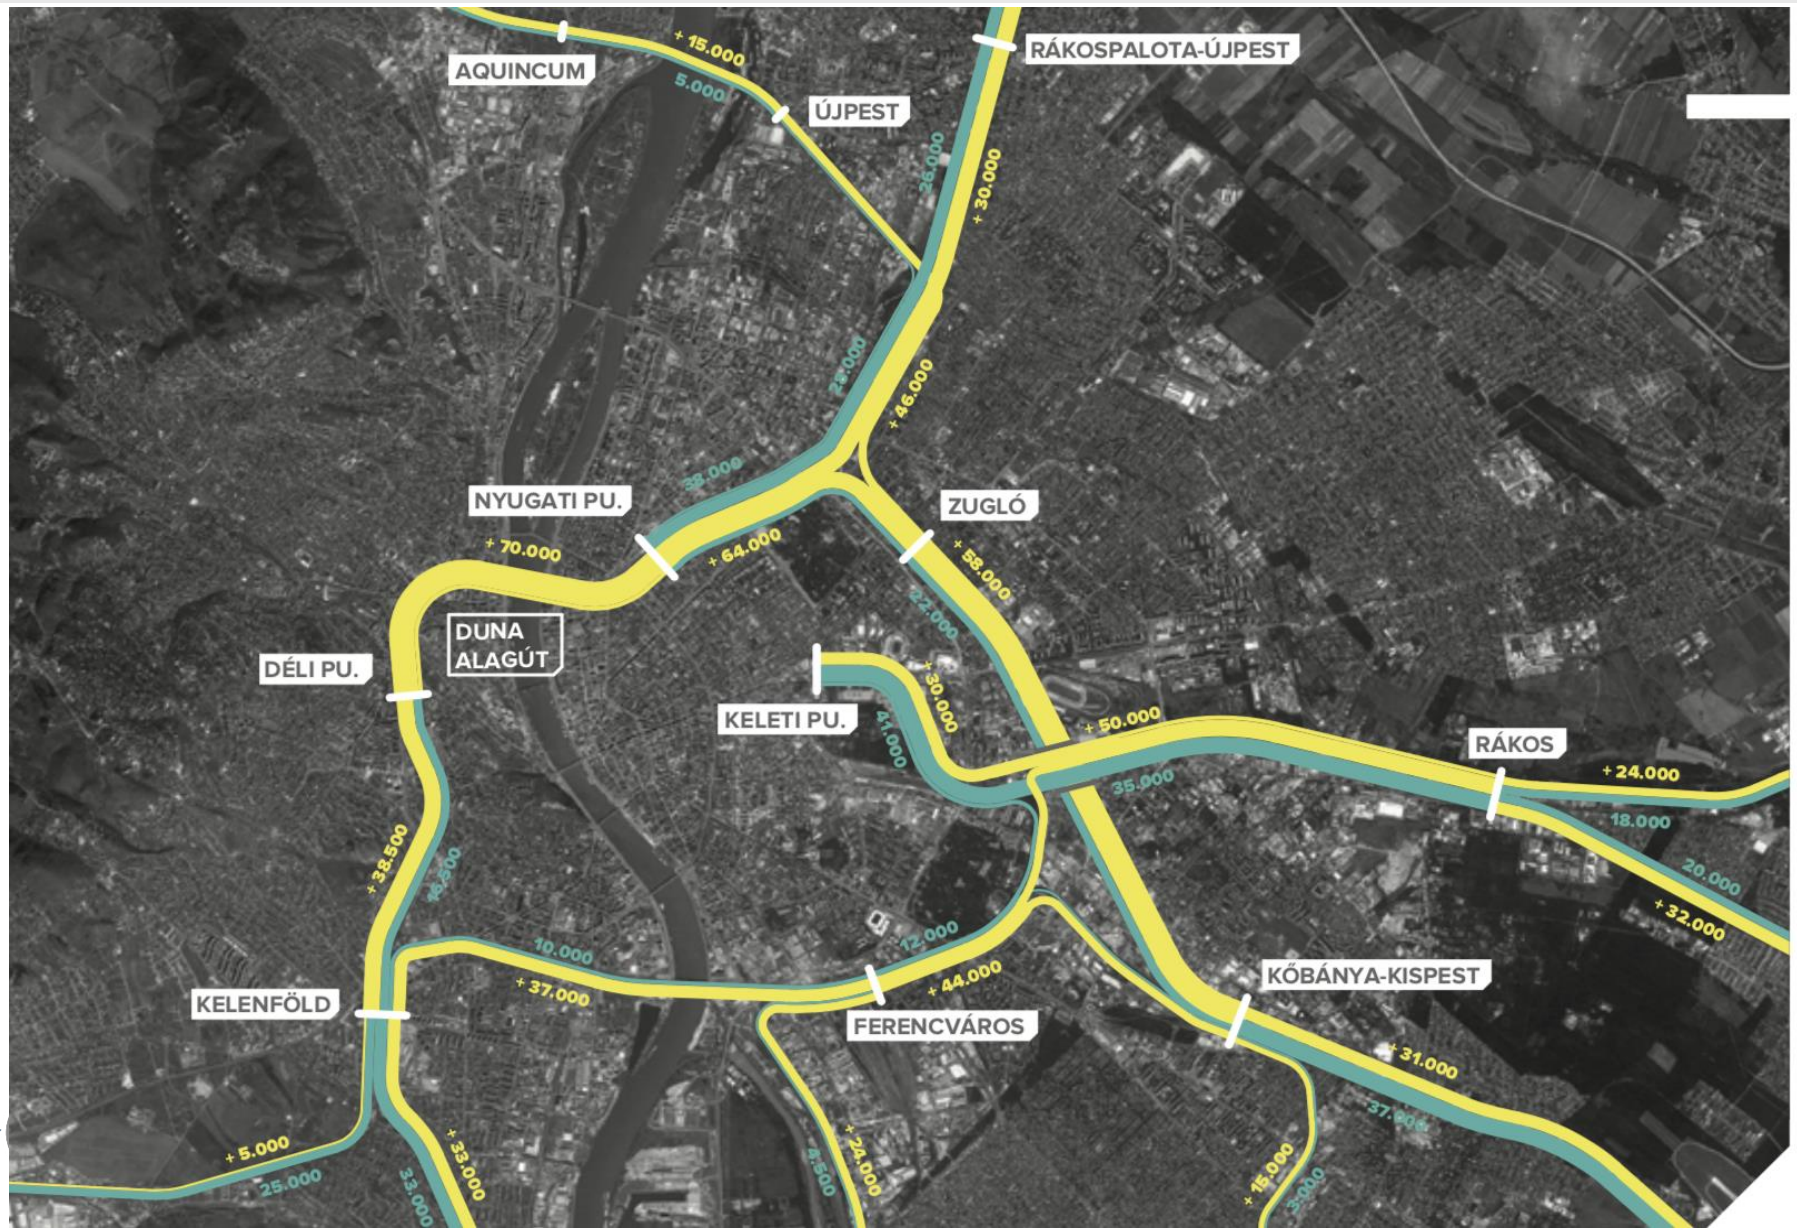 + 15.000
5.000
AQUINCUM
RÁKOSPALOTA-ÚJPEST
ÚJPEST
26.000
+ 30.000
+ 46.000
38.000
NYUGATI PU.
ZUGLÓ
+ 70.000
+ 64.000
+ 58.000
22.000
DUNA
ALAGÚT
DÉLI PU.
KELETI PU.
+30.000
41.000
+ 50.000
35.000
RÁKOS
+ 24.000
18.000
20.000
+ 32.000
+ 38.500
10.000
+ 37.000
12.000
+ 44.000
KELENFÖLD
FERENCVÁROS
KŐBÁNYA-KISPEST
+ 31.000
37.000
+ 5.000
25.000
+ 33.000
33.000
+ 24.000
4.500
+ 15.000
3.000